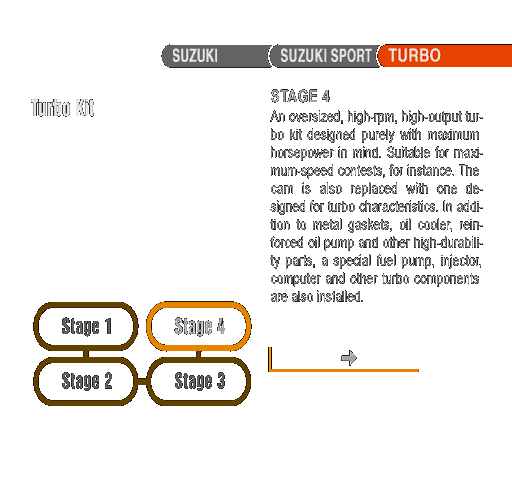 SUZUKI SUZUKI SPORT TURBO
Turbo Kit
STAGE 4
An oversized, high-rpm, high-output tur-
bo kit designed purely with maximum
horsepower in mind. Suitable for maxi-
mum-speed contests, for instance. The
cam is also replaced with one de-
signed for turbo characteristics. In addi-
tion to metal gaskets, oil cooler, rein-
forced oil pump and other high-durabili-
ty parts, a special fuel pump, injector,
computer and other turbo components
are also installed.
Stage 1 Stage 4
Stage 2 Stage 3